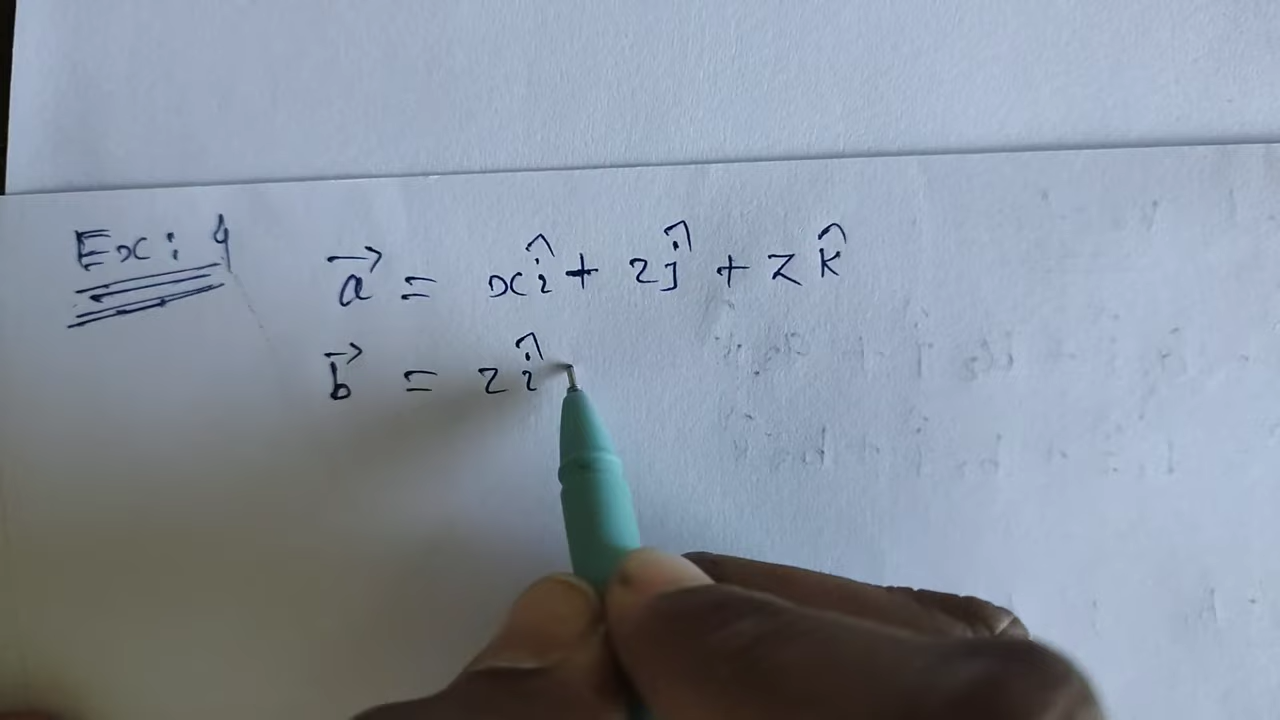 Ex: 4
a⃗ = xî + 2ĵ + zk̂
b⃗ = 2î